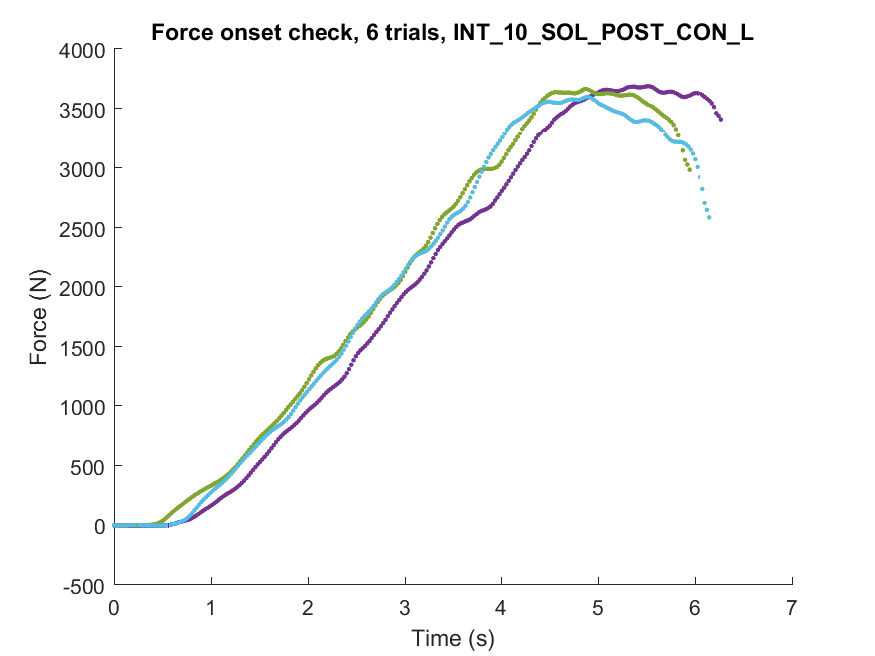 Force onset check, 6 trials, INT_10_SOL_POST_CON_L
4000
3500
3000
2500
2000
1500
1000
500
0
-500
Force (N)
0 1 2 3 4 5 6 7
Time (s)